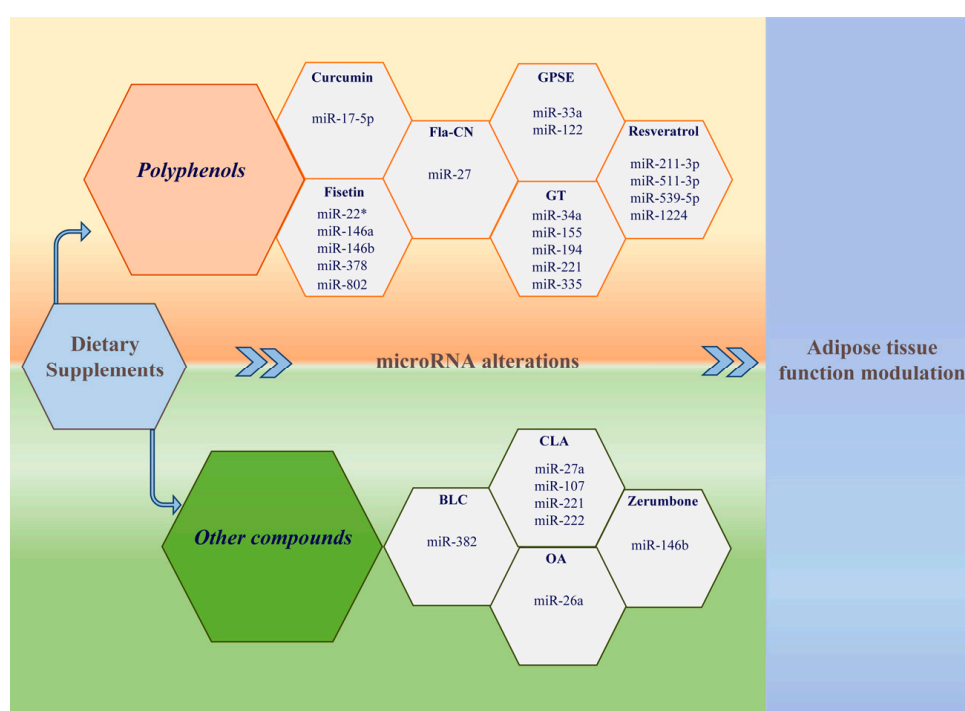 Polyphenols
Curcumin
miR-17-5p
Fisetin
miR-22*
miR-146a
miR-146b
miR-378
miR-802
Fla-CN
miR-27
GPSE
miR-33a
miR-122
GT
miR-34a
miR-155
miR-194
miR-221
miR-335
Resveratrol
miR-211-3p
miR-511-3p
miR-539-5p
miR-1224
Dietary
Supplements
microRNA alterations
Adipose tissue
function modulation
Other compounds
BLC
miR-382
CLA
miR-27a
miR-107
miR-221
miR-222
OA
miR-26a
Zerumbone
miR-146b